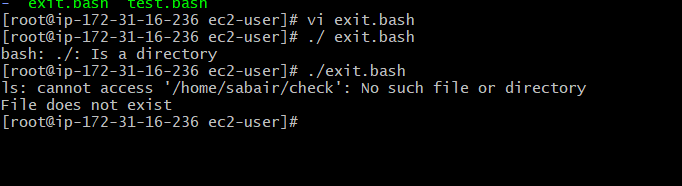 -  exit.bash  test.bash
[root@ip-172-31-16-236 ec2-user]# vi exit.bash
[root@ip-172-31-16-236 ec2-user]# ./ exit.bash
bash: ./: Is a directory
[root@ip-172-31-16-236 ec2-user]# ./exit.bash
ls: cannot access '/home/sabair/check': No such file or directory
File does not exist
[root@ip-172-31-16-236 ec2-user]#